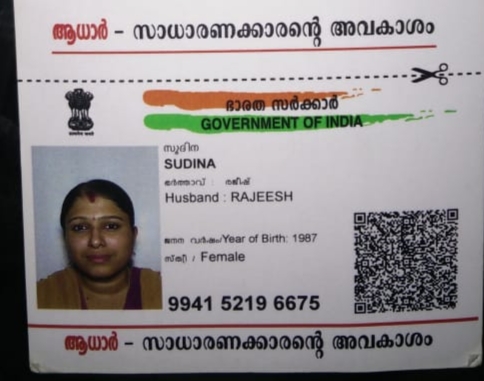 ആധാർ - സാധാരണക്കാരന്റെ അവകാശം
ഭാരത സർക്കാർ
GOVERNMENT OF INDIA
സുദിന
SUDINA
ഭർത്താവ് : രജീഷ്
Husband : RAJEESH
ജനന വർഷം/Year of Birth: 1987
സ്ത്രീ / Female
9941 5219 6675
ആധാർ - സാധാരണക്കാരന്റെ അവകാശം